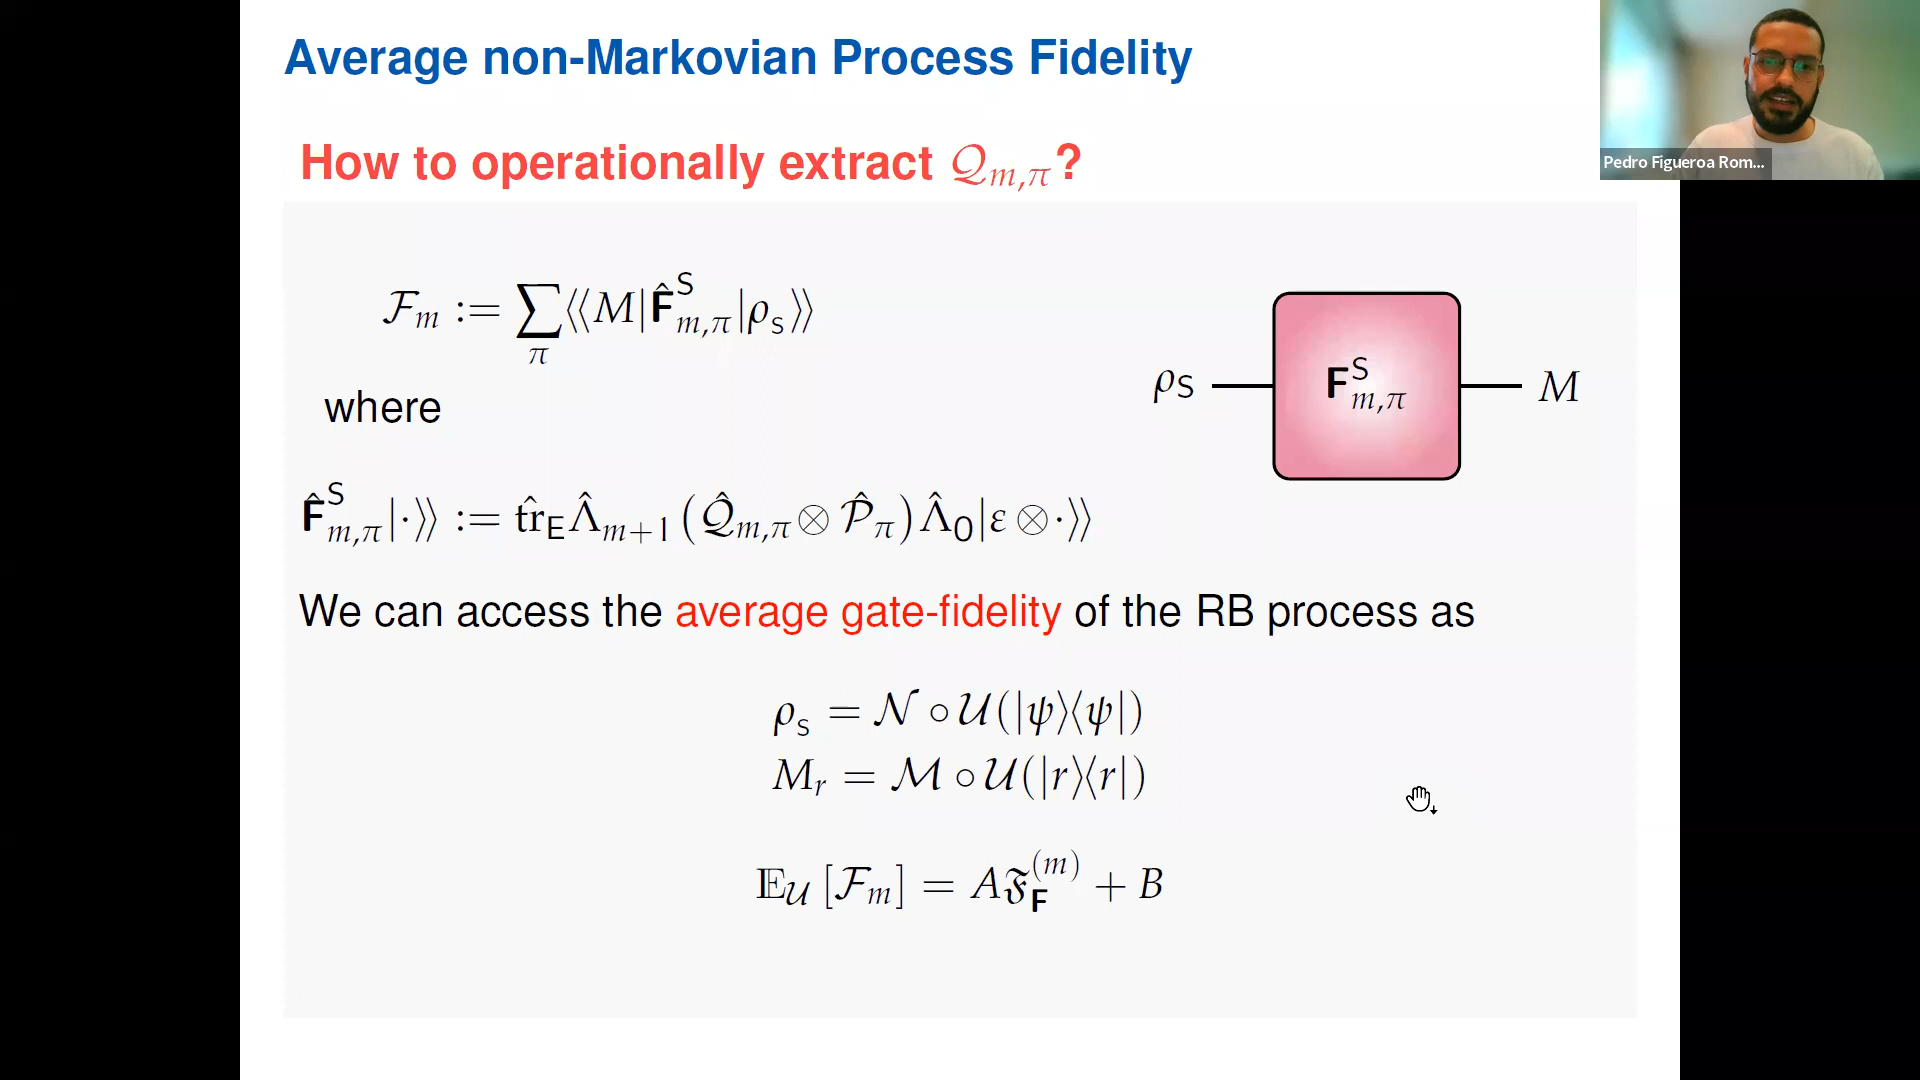 Average non-Markovian Process Fidelity
How to operationally extract 𝒬_{m,π}?
ℱ_m := ∑_π ⟨⟨M|F̂^S_{m,π}|ρ_s⟩⟩
where
ρ_S F^S_{m,π} M
F̂^S_{m,π}|·⟩⟩ := t̂r_E Λ̂_{m+1} (𝒬̂_{m,π} ⊗ 𝒫̂_π) Λ̂_0 |ε ⊗ ·⟩⟩
We can access the average gate-fidelity of the RB process as
ρ_s = 𝒩 ∘ 𝒰(|ψ⟩⟨ψ|)
M_r = ℳ ∘ 𝒰(|r⟩⟨r|)
𝔼_𝒰 [ℱ_m] = A𝔉_F^{(m)} + B
Pedro Figueroa Rom...